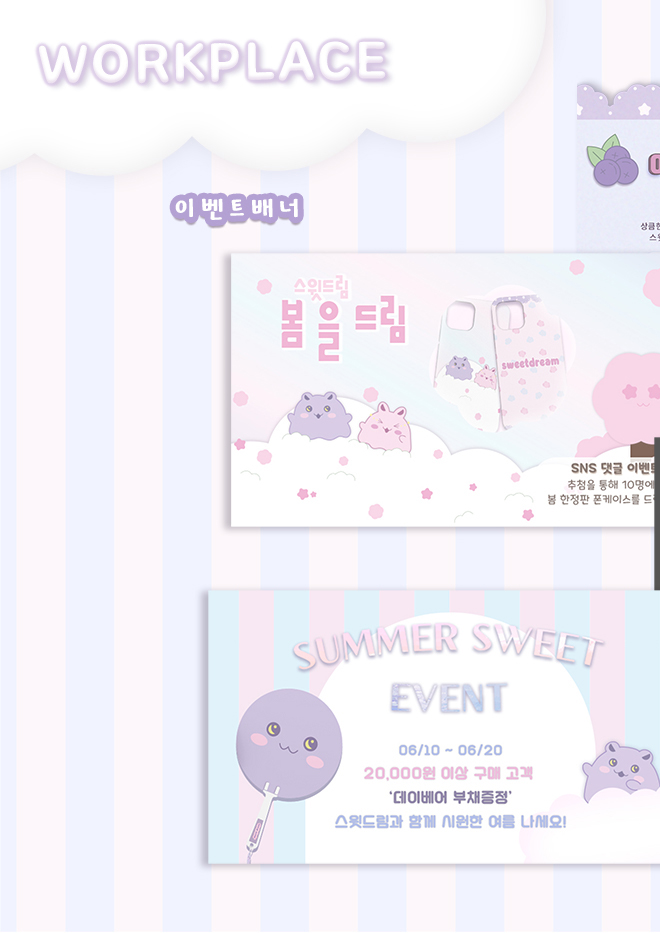 WORKPLACE
이벤트배너
상큼한
스윗드림
봄을 드림
sweetdream
SNS 댓글 이벤트
추첨을 통해 10명에
봄 한정판 폰케이스를 드
SUMMER SWEET
EVENT
06/10 ~ 06/20
20,000원 이상 구매 고객
‘데이베어 부채증정’
스윗드림과 함께 시원한 여름 나세요!